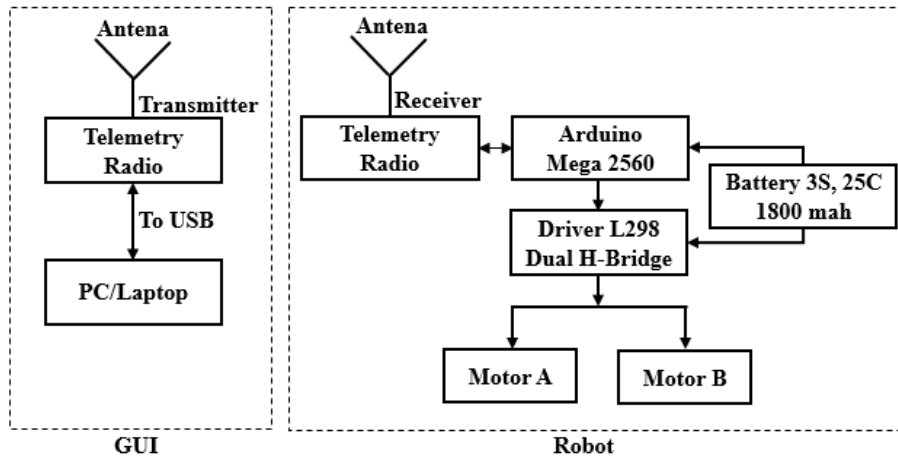 Antena
Transmitter
Telemetry
Radio
To USB
PC/Laptop
GUI
Antena
Receiver
Telemetry
Radio
Arduino
Mega 2560
Battery 3S, 25C
1800 mah
Driver L298
Dual H-Bridge
Motor A
Motor B
Robot